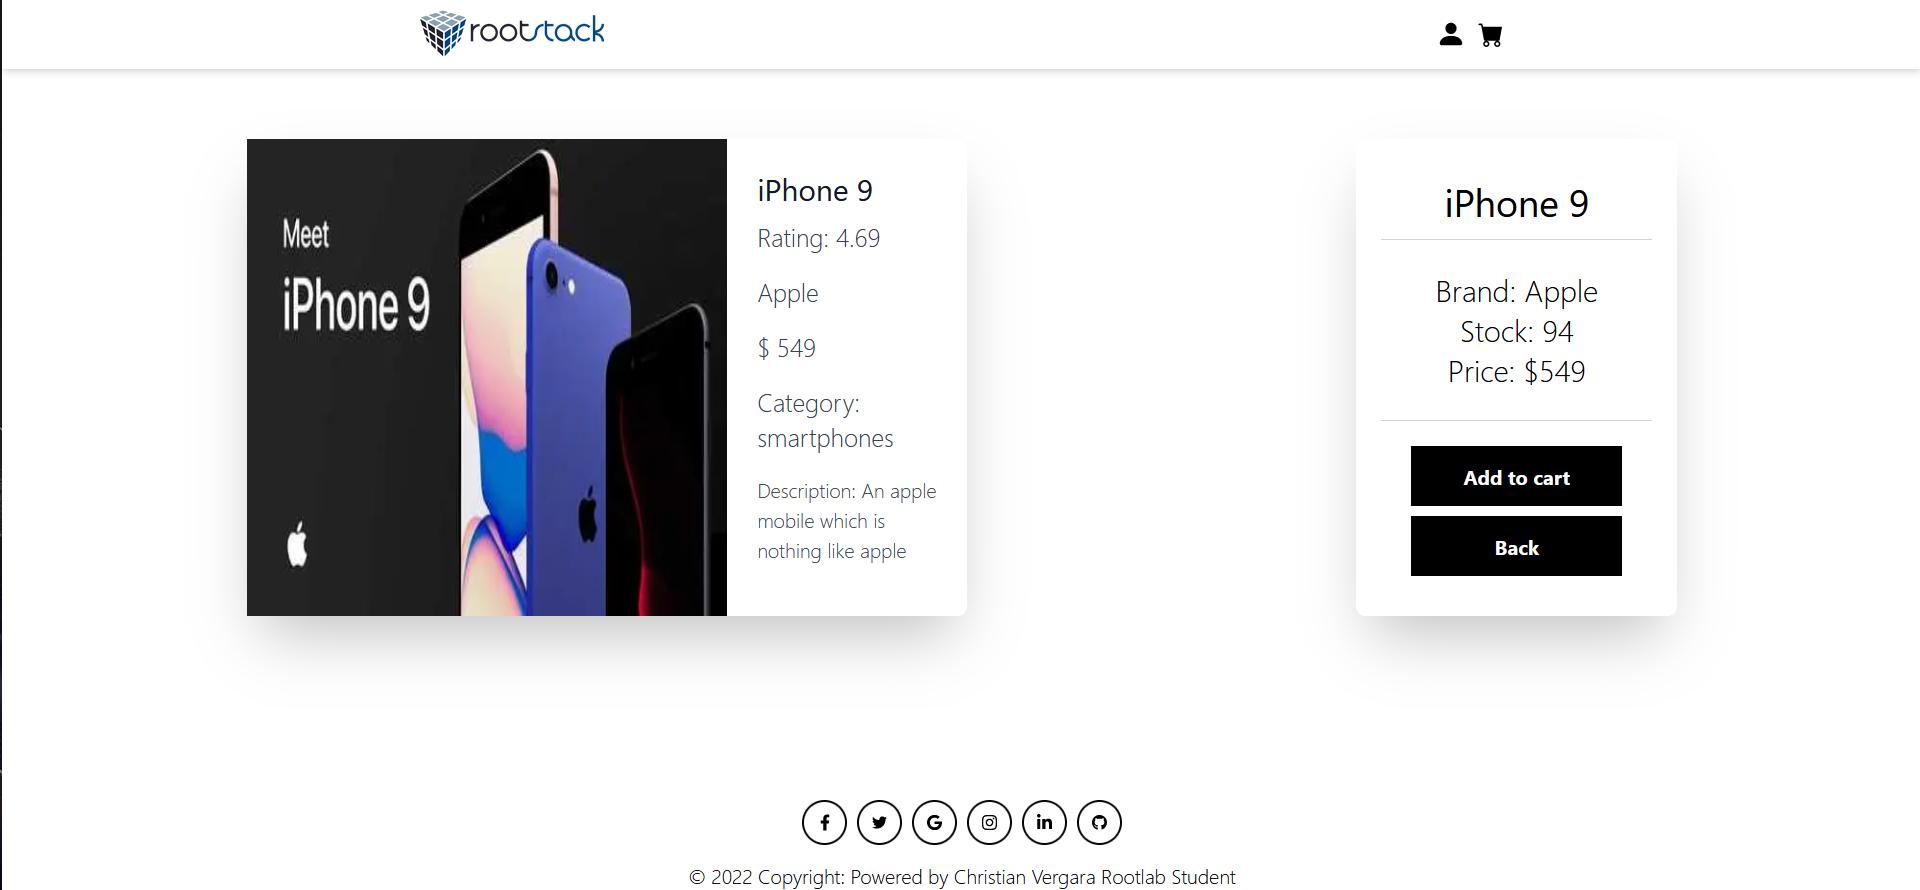 rootstack
Meet
iPhone 9
iPhone 9
Rating: 4.69
Apple
$ 549
Category:
smartphones
Description: An apple
mobile which is
nothing like apple
iPhone 9
Brand: Apple
Stock: 94
Price: $549
Add to cart
Back
© 2022 Copyright: Powered by Christian Vergara Rootlab Student